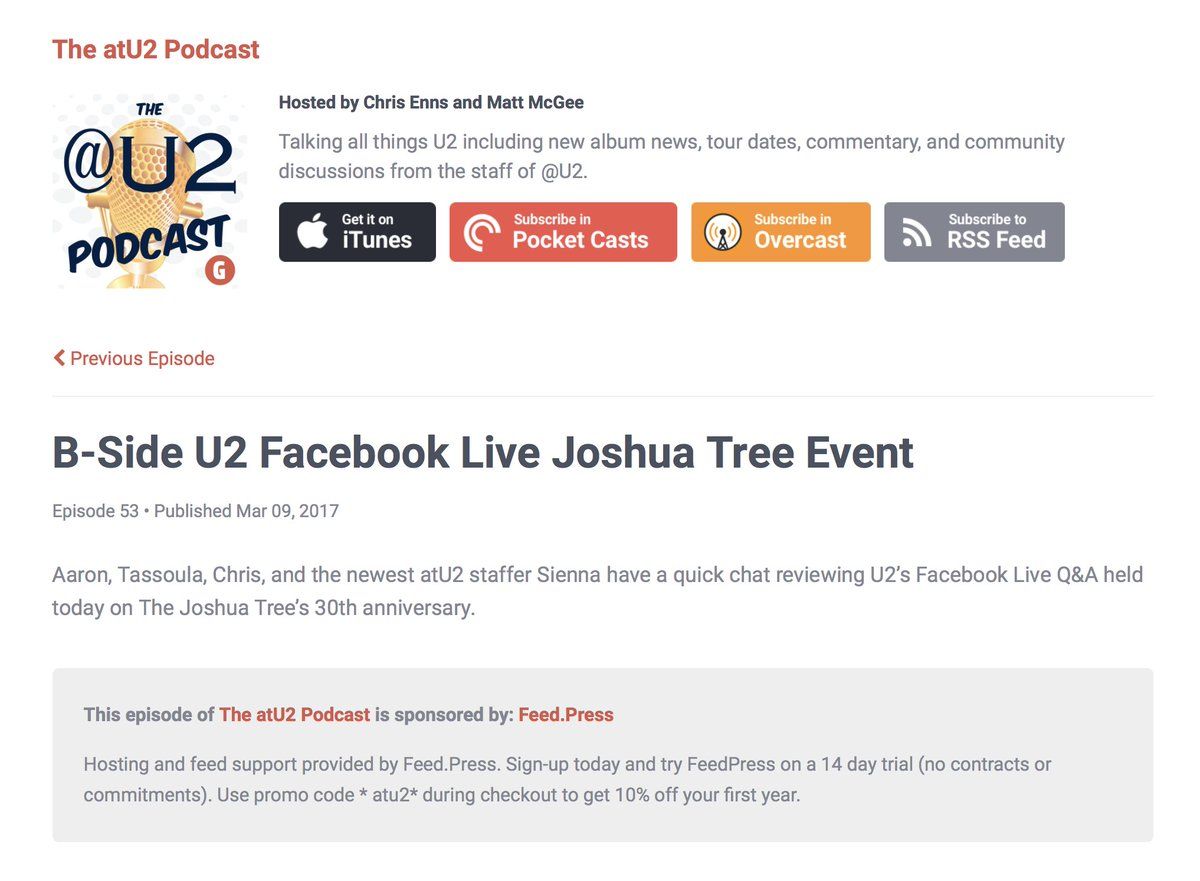 The atU2 Podcast
THE
@U2
PODCAST
G
Hosted by Chris Enns and Matt McGee
Talking all things U2 including new album news, tour dates, commentary, and community
discussions from the staff of @U2.
Get it on
iTunes
Subscribe in
Pocket Casts
Subscribe in
Overcast
Subscribe to
RSS Feed
Previous Episode
B-Side U2 Facebook Live Joshua Tree Event
Episode 53 • Published Mar 09, 2017
Aaron, Tassoula, Chris, and the newest atU2 staffer Sienna have a quick chat reviewing U2’s Facebook Live Q&A held
today on The Joshua Tree’s 30th anniversary.
This episode of The atU2 Podcast is sponsored by: Feed.Press
Hosting and feed support provided by Feed.Press. Sign-up today and try FeedPress on a 14 day trial (no contracts or
commitments). Use promo code * atu2* during checkout to get 10% off your first year.